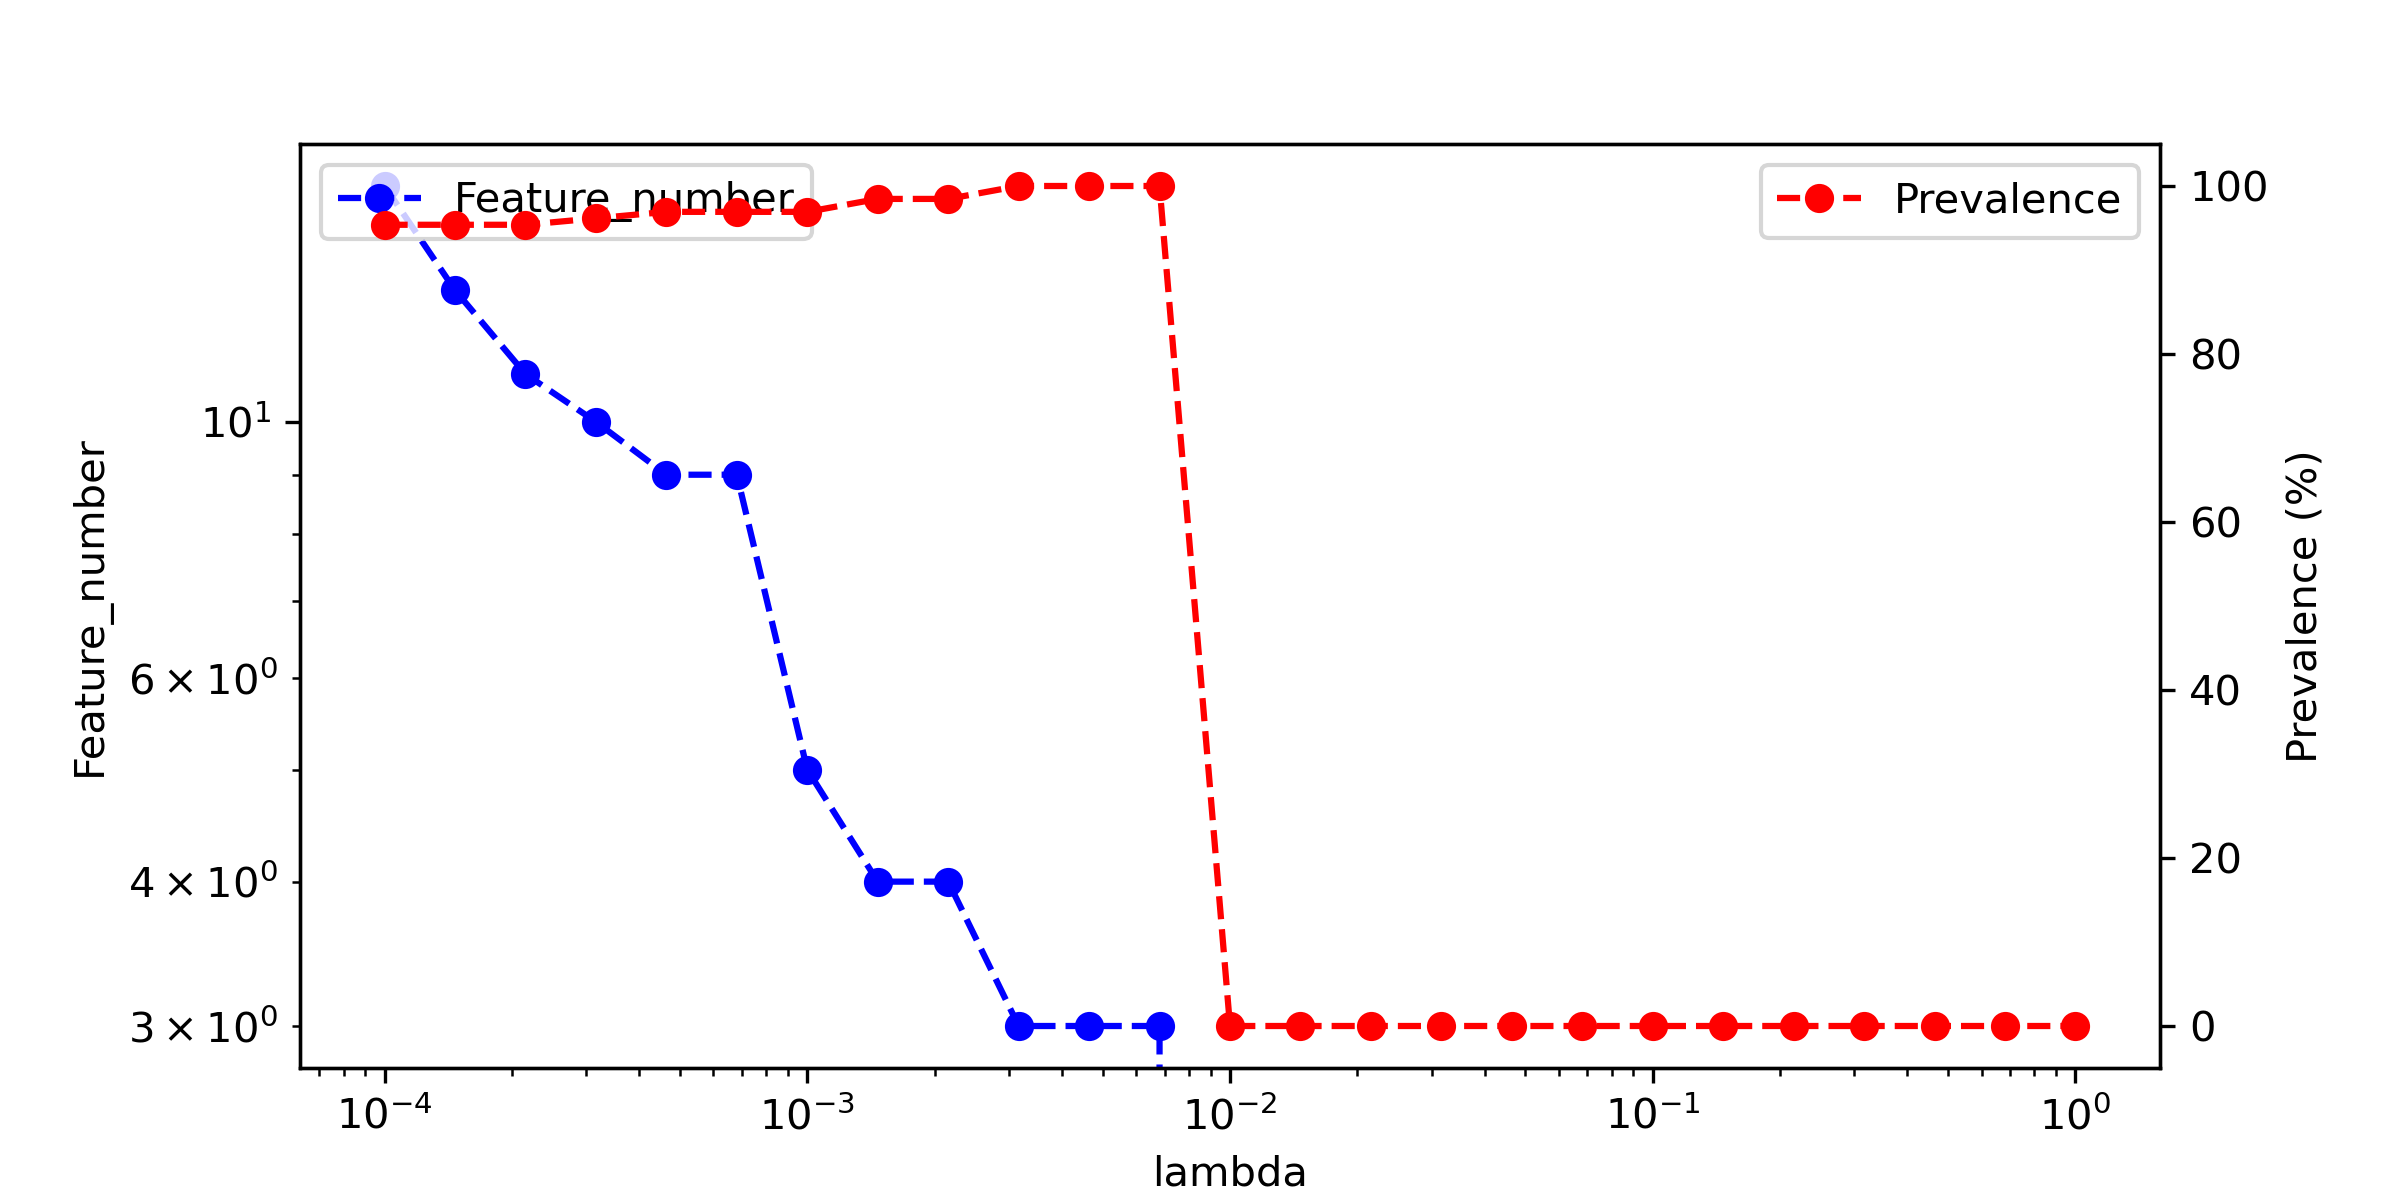 Feature_number
Prevalence
Feature_number
10¹
6 × 10⁰
4 × 10⁰
3 × 10⁰
100
80
60
40
20
0
Prevalence (%)
10⁻⁴ 10⁻³ 10⁻² 10⁻¹ 10⁰
lambda